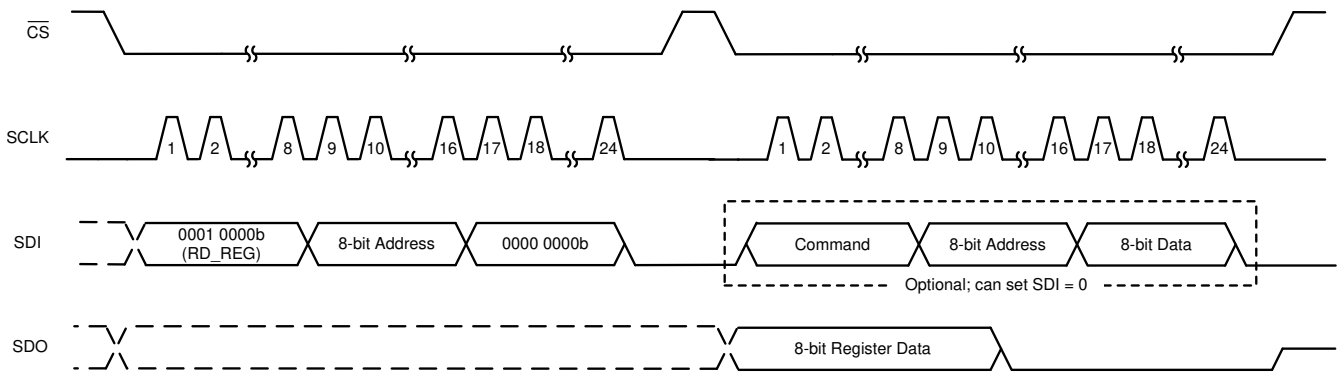 CS
SCLK
1 2 8 9 10 16 17 18 24 1 2 8 9 10 16 17 18 24
SDI
0001 0000b
(RD_REG)
8-bit Address
0000 0000b
Command
8-bit Address
8-bit Data
Optional; can set SDI = 0
SDO
8-bit Register Data